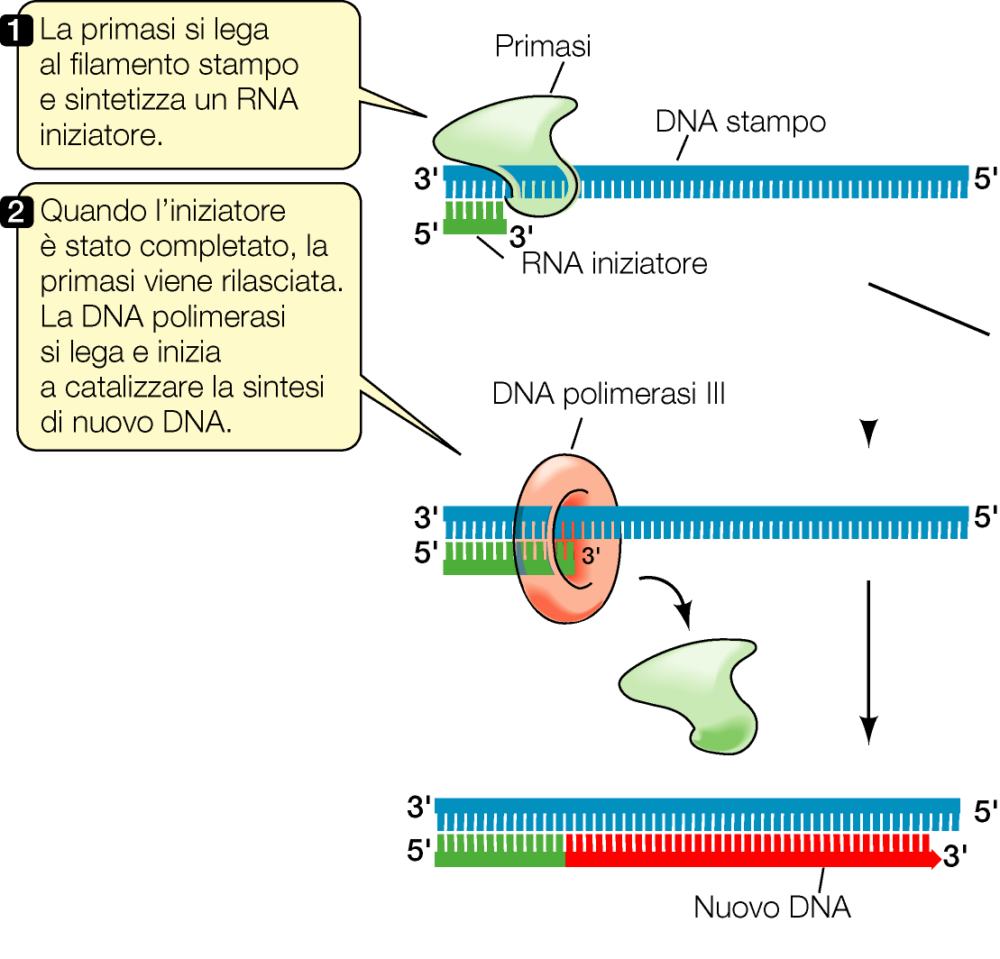 1 La primasi si lega
al filamento stampo
e sintetizza un RNA
iniziatore.
Primasi
DNA stampo
3'
5'
5'
3'
RNA iniziatore
2 Quando l'iniziatore
è stato completato, la
primasi viene rilasciata.
La DNA polimerasi
si lega e inizia
a catalizzare la sintesi
di nuovo DNA.
DNA polimerasi III
3'
5'
5'
3'
3'
5'
5'
3'
Nuovo DNA